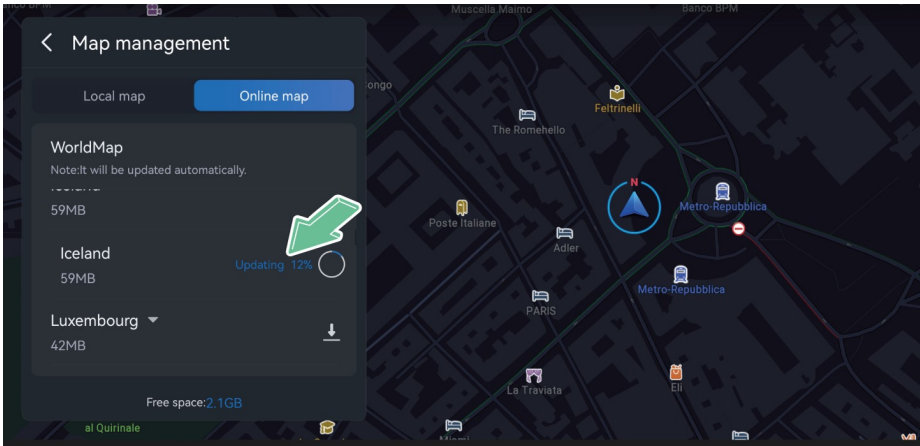 Map management
Local map
Online map
WorldMap
Note:It will be updated automatically.
59MB
Iceland
59MB
Updating 12%
Luxembourg
42MB
Free space:2.1GB
al Quirinale
Muscella Maimo
Banco BPM
ongo
Feltrinelli
The Romehello
N
Metro-Repubblica
Poste Italiane
Adler
Metro-Repubblica
PARIS
La Traviata
Eli